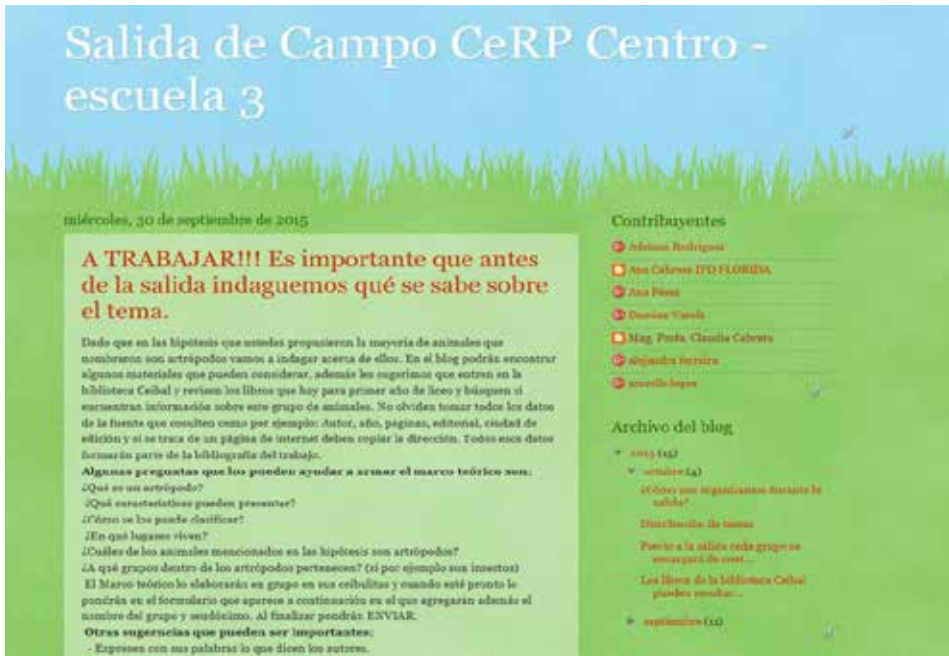 Salida de Campo CeRP Centro -
escuela 3
miércoles, 30 de septiembre de 2015
A TRABAJAR!!! Es importante que antes
de la salida indaguemos qué se sabe sobre
el tema.
Dado que en las hipótesis que ustedes propusieron la mayoría de animales que
nombraron son artrópodos vamos a indagar acerca de ellos. En el blog podrán encontrar
algunos materiales que pueden considerar, además les sugerimos que entren en la
biblioteca Ceibal y revisen los libros que hay para primer año de liceo y búsquen si
encuentran información sobre este grupo de animales. No olviden tomar todos los datos
de la fuente que consulten como por ejemplo: Autor, año, páginas, editorial, ciudad de
edición y si se traca de un página de internet deben copiar la dirección. Todos esos datos
formarán parte de la bibliografía del trabajo.
Algunas preguntas que los pueden ayudar a armar el marco teórico son:
¿Qué es un artrópodo?
¿Qué características pueden presentar?
¿Cómo se los puede clasificar?
¿En qué lugares viven?
¿Cuáles de los animales mencionados en las hipótesis son artrópodos?
¿A qué grupos dentro de los artrópodos pertenecen? (si por ejemplo son insectos)
El Marco teórico lo elaborarán en grupo en sus ceibalitas y cuando esté pronto lo
pondrán en el formulario que aparece a continuación en el que agregarán además el
nombre del grupo y seudónimo. Al finalizar pondrán ENVIAR.
Otras sugerncias que pueden ser importantes:
- Expresen con sus palabras lo que dicen los autores.
Contribuyentes
Adriana Rodriguez
Ana Cabrera DFD FLORIDA
Ana Pérez
Damián Varela
Mag. Profa. Claudia Cabrera
alejandra ferreira
lopez
Archivo del blog
▼ 2015 (15)
▼ octubre (4)
¿Cómo nos organizamos durante la
salida?
Distribución de tareas
Previo a la salida cada grupo se
encargará de cont...
Los libros de la biblioteca Ceibal
pueden resultar...
► septiembre (11)